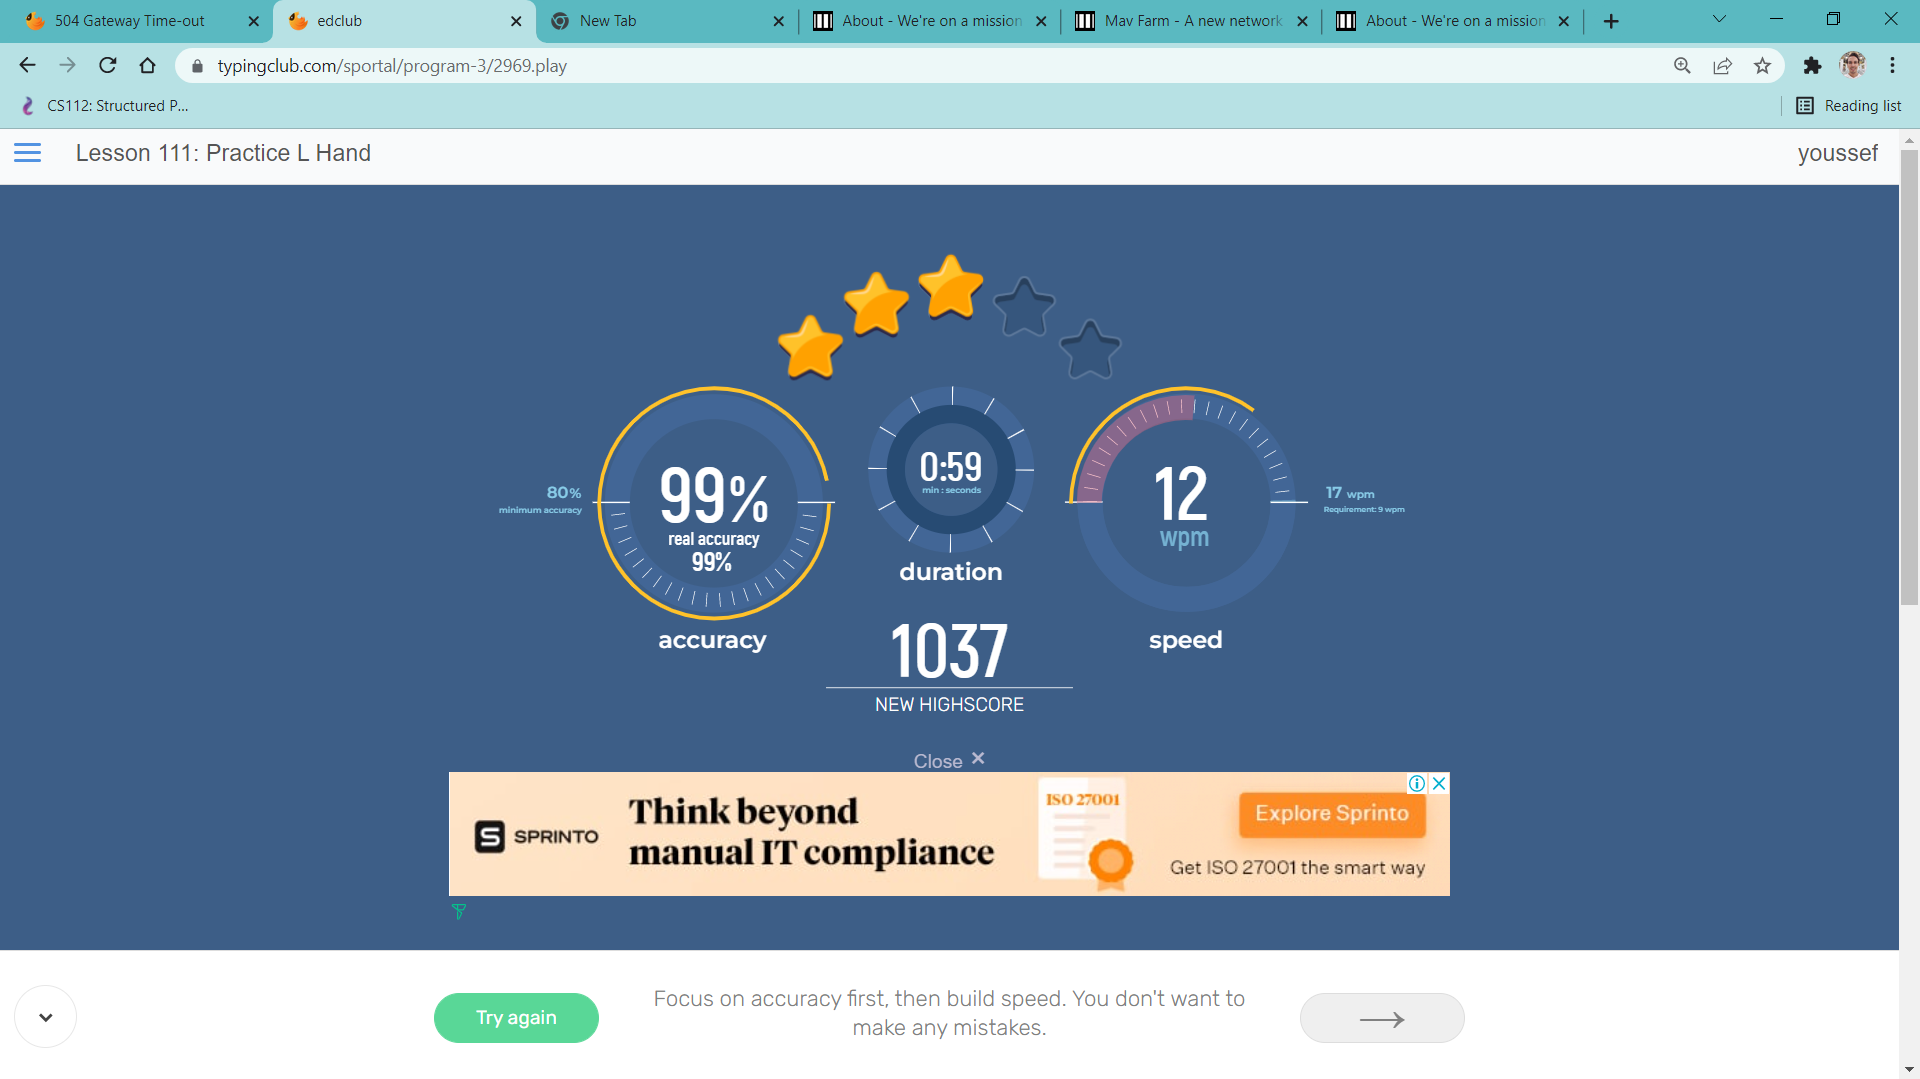 504 Gateway Time-out
edclub
New Tab
About - We're on a mission
Mav Farm - A new network
About - We're on a mission
typingclub.com/sportal/program-3/2969.play
CS112: Structured P...
Reading list
Lesson 111: Practice L Hand
youssef
80%
minimum accuracy
99%
real accuracy
99%
accuracy
0:59
min : seconds
duration
12
wpm
speed
17 wpm
Requirement: 9 wpm
1037
NEW HIGHSCORE
Close
S SPRINTO
Think beyond
manual IT compliance
ISO 27001
Explore Sprinto
Get ISO 27001 the smart way
Try again
Focus on accuracy first, then build speed. You don't want to
make any mistakes.